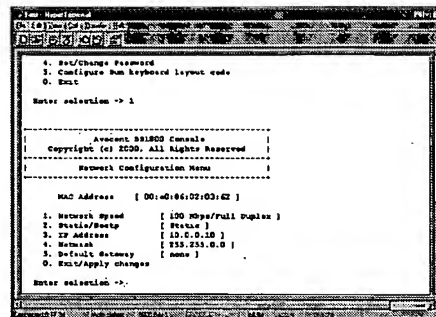 4. Set/Change Password
5. Configure Sun keyboard layout code
0. Exit
Enter selection -> 1
Avocent DS1800 Console
Copyright (c) 2000, All Rights Reserved
Network Configuration Menu
MAC Address [ 00:e0:86:02:03:62 ]
1. Network Speed [ 100 Mbps/Full Duplex ]
2. Static/Bootp [ Static ]
3. IP Address [ 10.0.0.10 ]
4. Netmask [ 255.255.0.0 ]
5. Default Gateway [ none ]
0. Exit/Apply changes
Enter selection ->